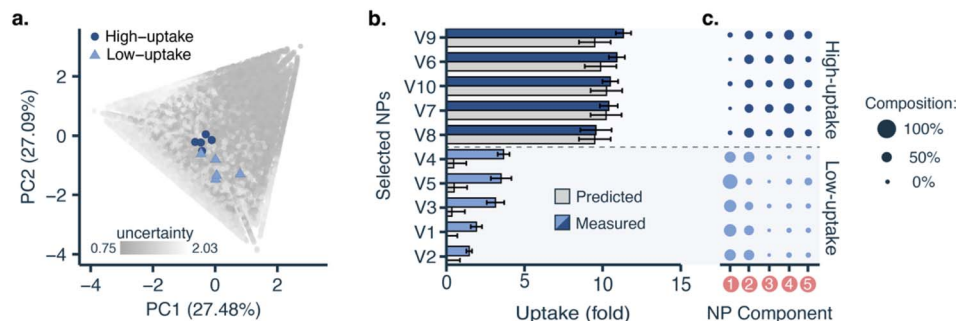 a.
High-uptake
Low-uptake
PC2 (27.09%)
2
0
−2
−4
uncertainty
0.75
2.03
−4
−2
0
2
PC1 (27.48%)
b.
Selected NPs
V9
V6
V10
V7
V8
V4
V5
V3
V1
V2
Predicted
Measured
0
5
10
15
Uptake (fold)
c.
High-uptake
Low-uptake
1 2 3 4 5
NP Component
Composition:
100%
50%
0%